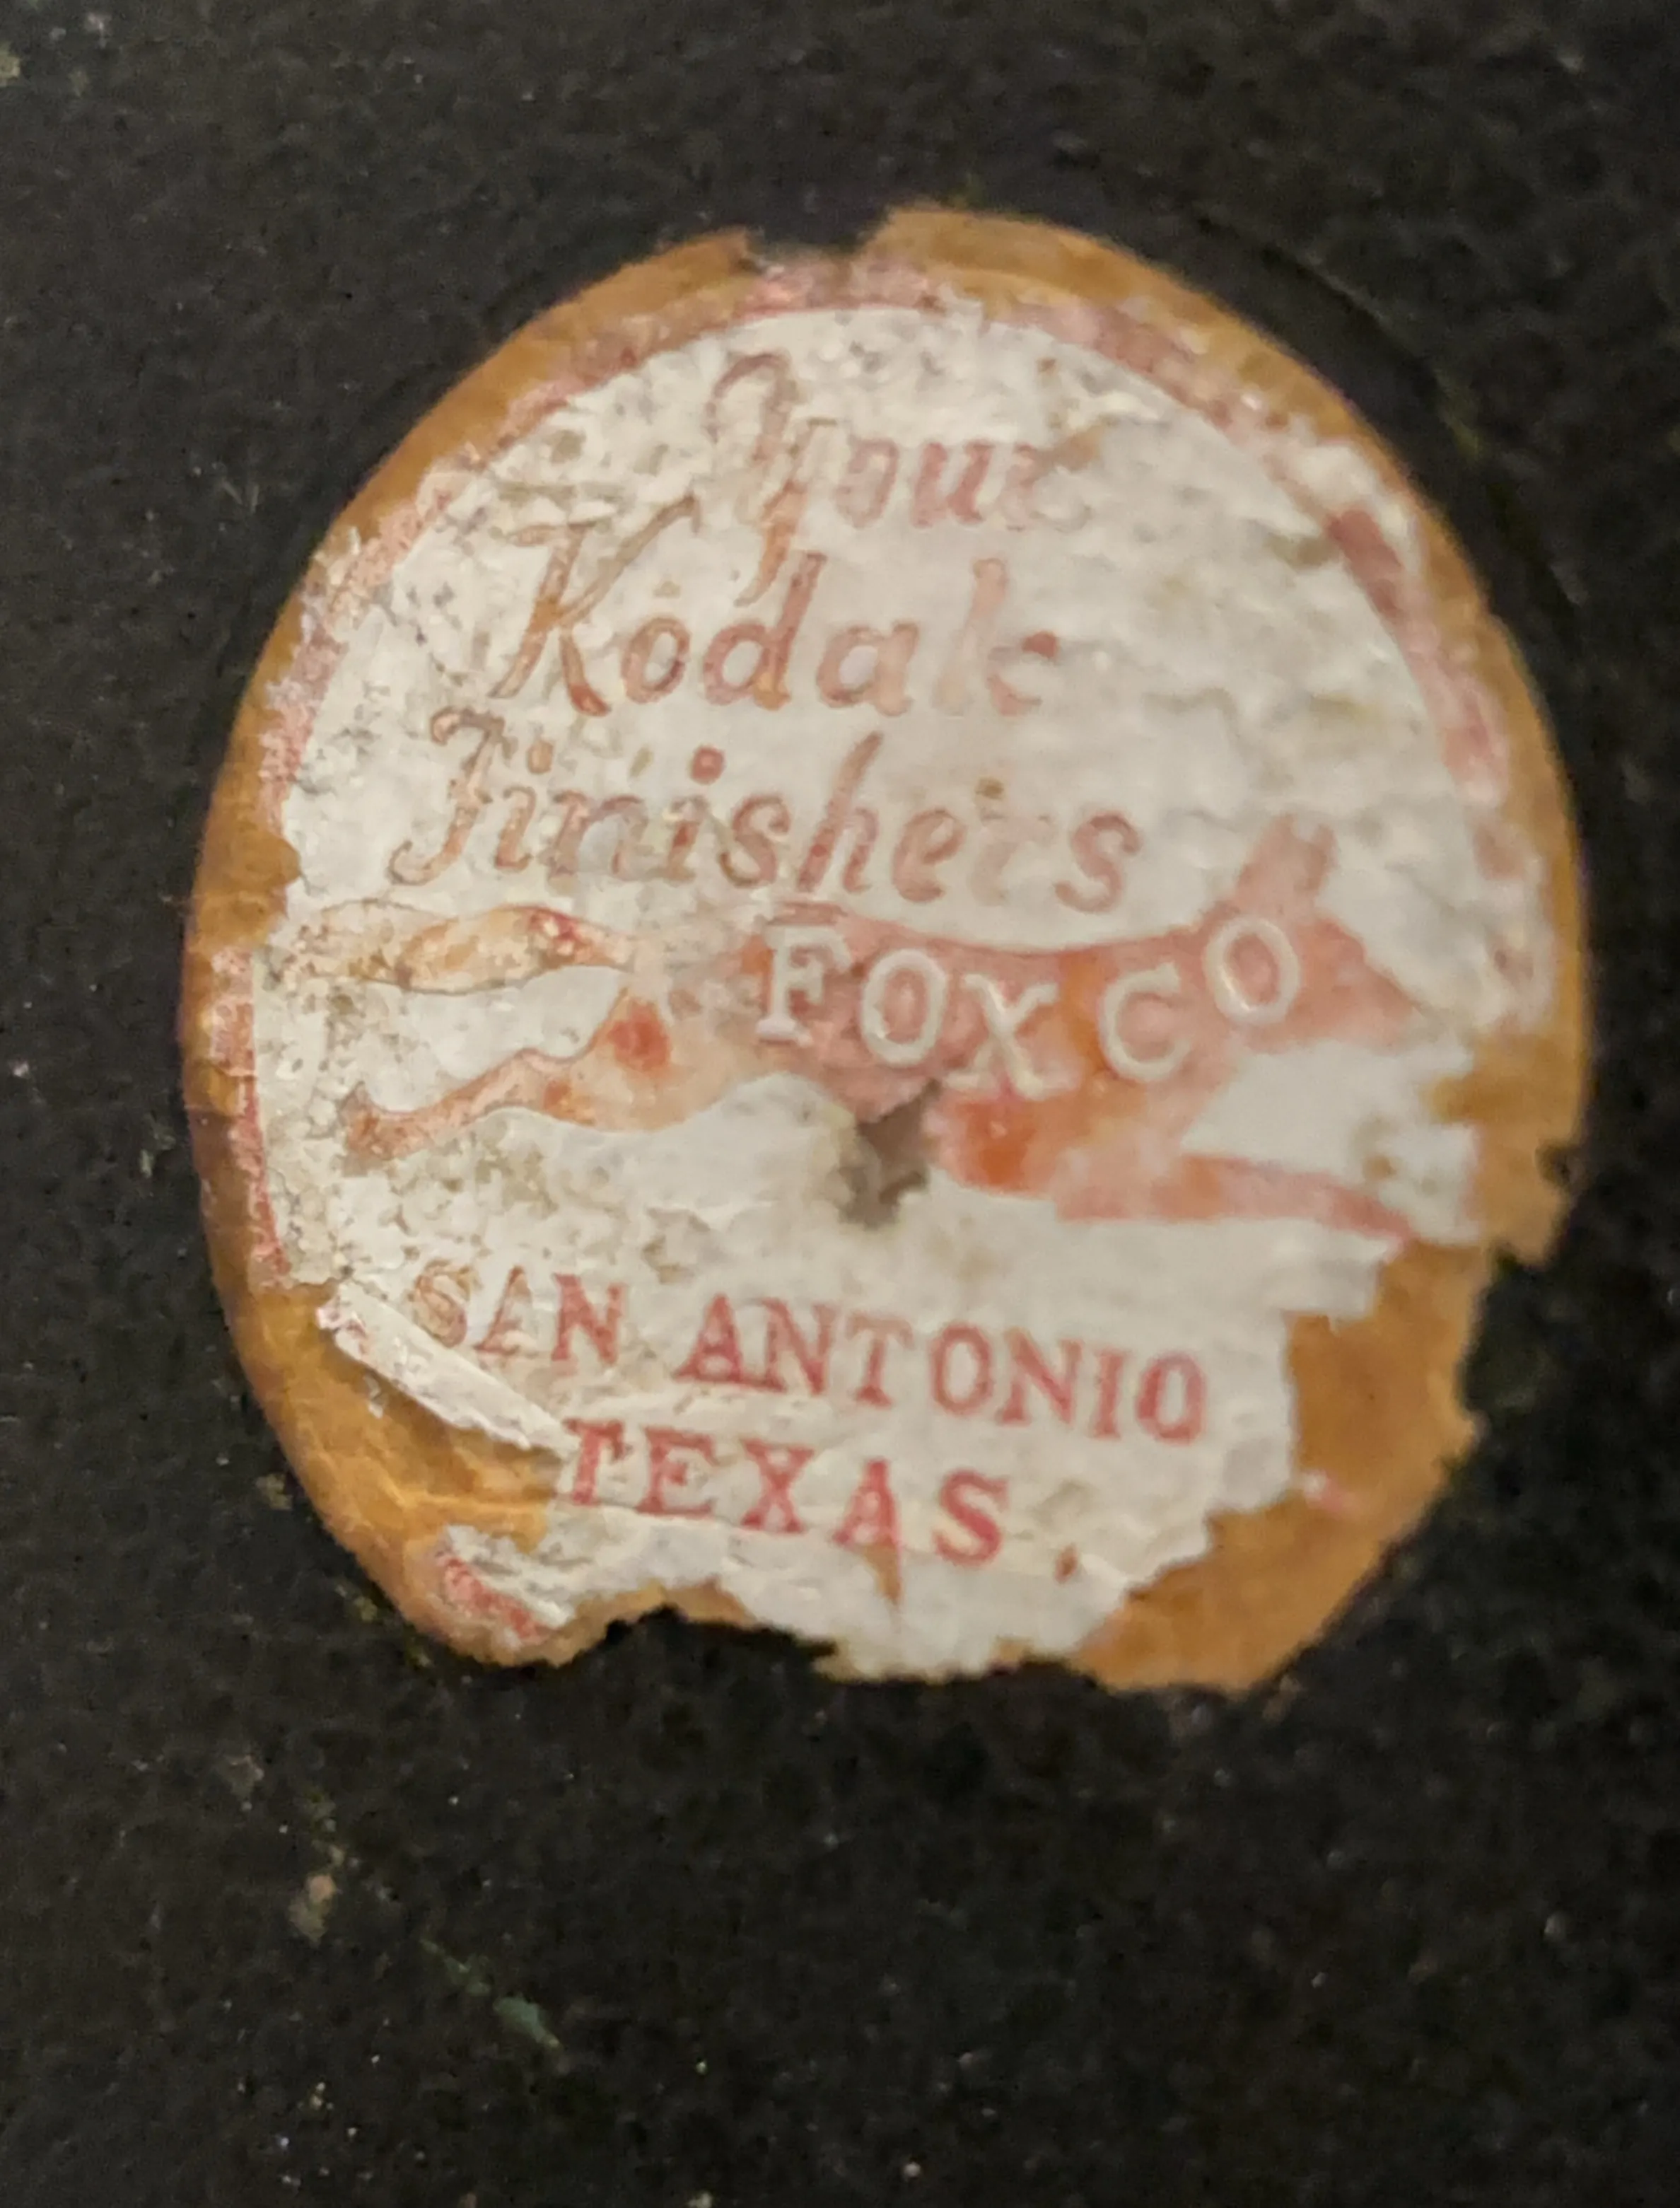 Your
Kodak
Finishers
FOX CO
SAN ANTONIO
TEXAS.